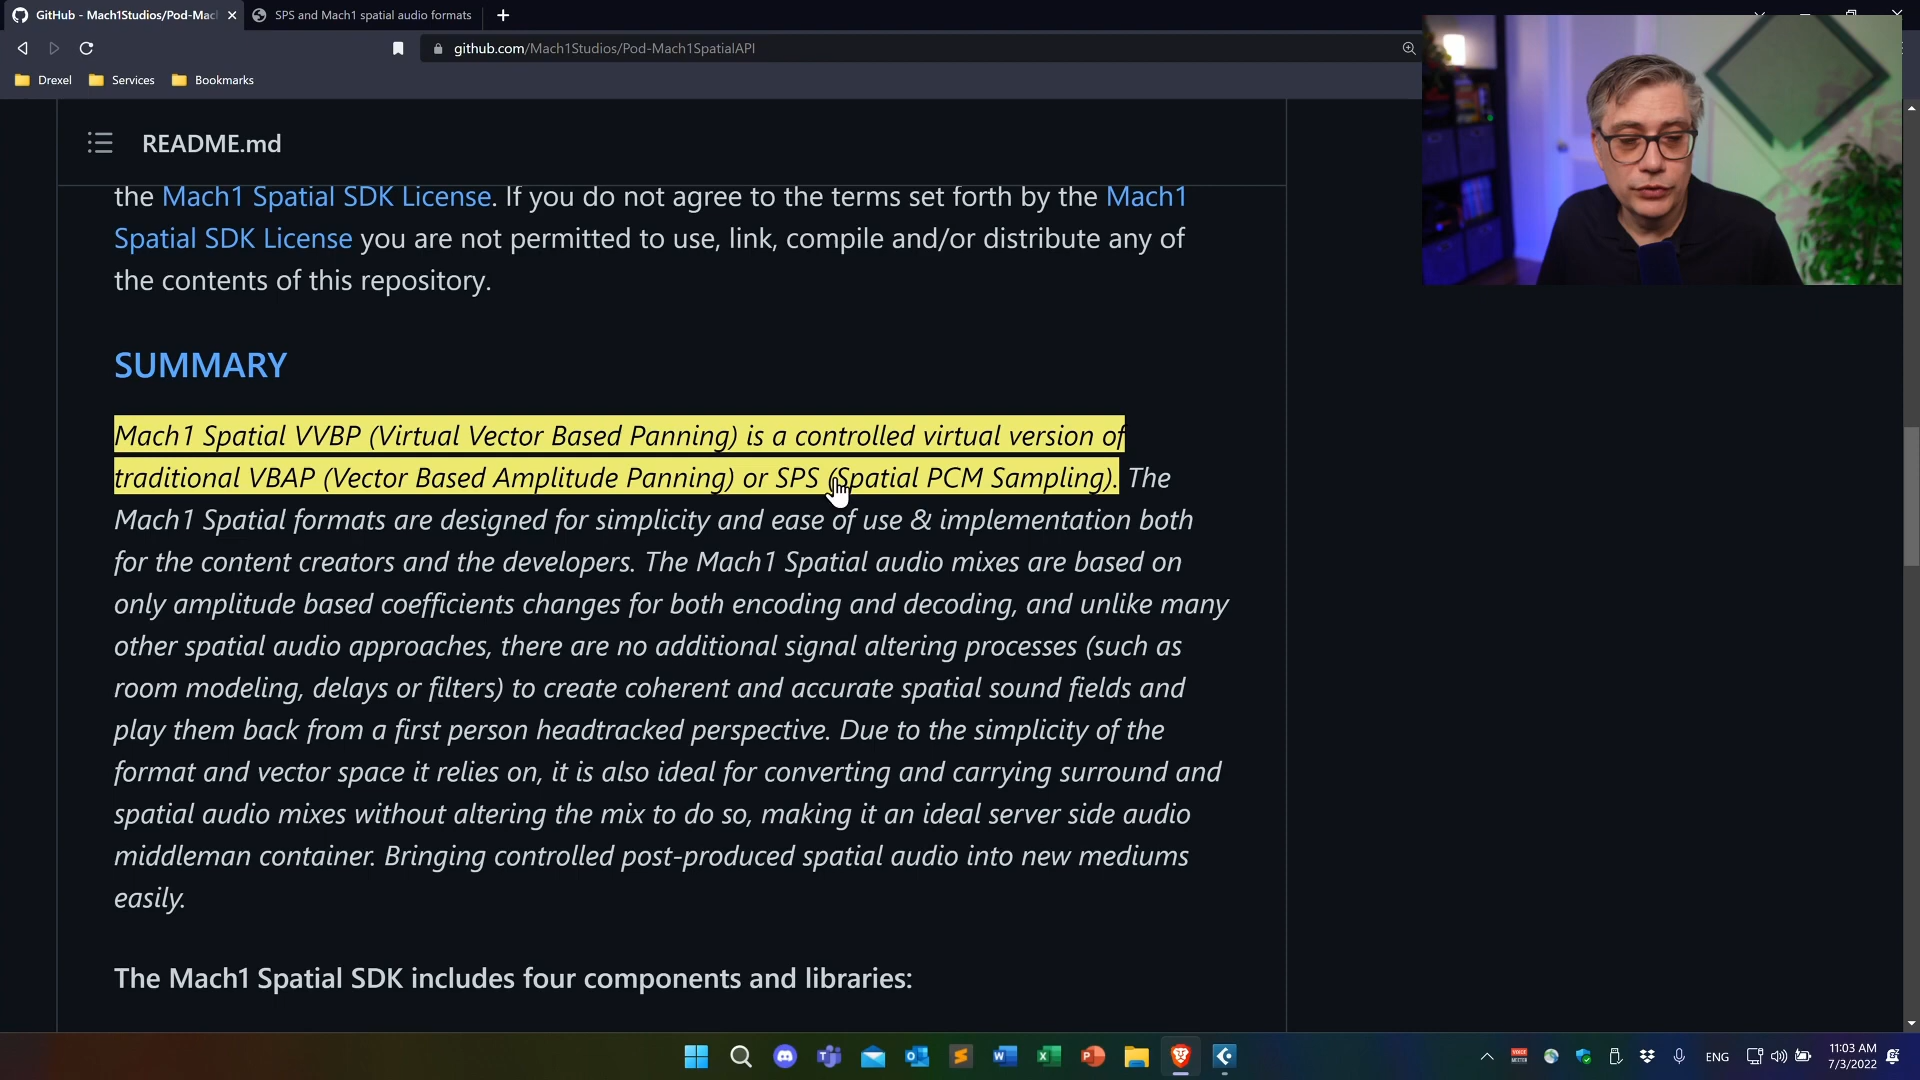 GitHub - Mach1Studios/Pod-Mac
SPS and Mach1 spatial audio formats
github.com/Mach1Studios/Pod-Mach1SpatialAPI
Drexel
Services
Bookmarks
README.md
the Mach1 Spatial SDK License. If you do not agree to the terms set forth by the Mach1
Spatial SDK License you are not permitted to use, link, compile and/or distribute any of
the contents of this repository.
SUMMARY
Mach1 Spatial VVBP (Virtual Vector Based Panning) is a controlled virtual version of
traditional VBAP (Vector Based Amplitude Panning) or SPS (Spatial PCM Sampling). The
Mach1 Spatial formats are designed for simplicity and ease of use & implementation both
for the content creators and the developers. The Mach1 Spatial audio mixes are based on
only amplitude based coefficients changes for both encoding and decoding, and unlike many
other spatial audio approaches, there are no additional signal altering processes (such as
room modeling, delays or filters) to create coherent and accurate spatial sound fields and
play them back from a first person headtracked perspective. Due to the simplicity of the
format and vector space it relies on, it is also ideal for converting and carrying surround and
spatial audio mixes without altering the mix to do so, making it an ideal server side audio
middleman container. Bringing controlled post-produced spatial audio into new mediums
easily.
The Mach1 Spatial SDK includes four components and libraries:
ENG
11:03 AM
7/3/2022